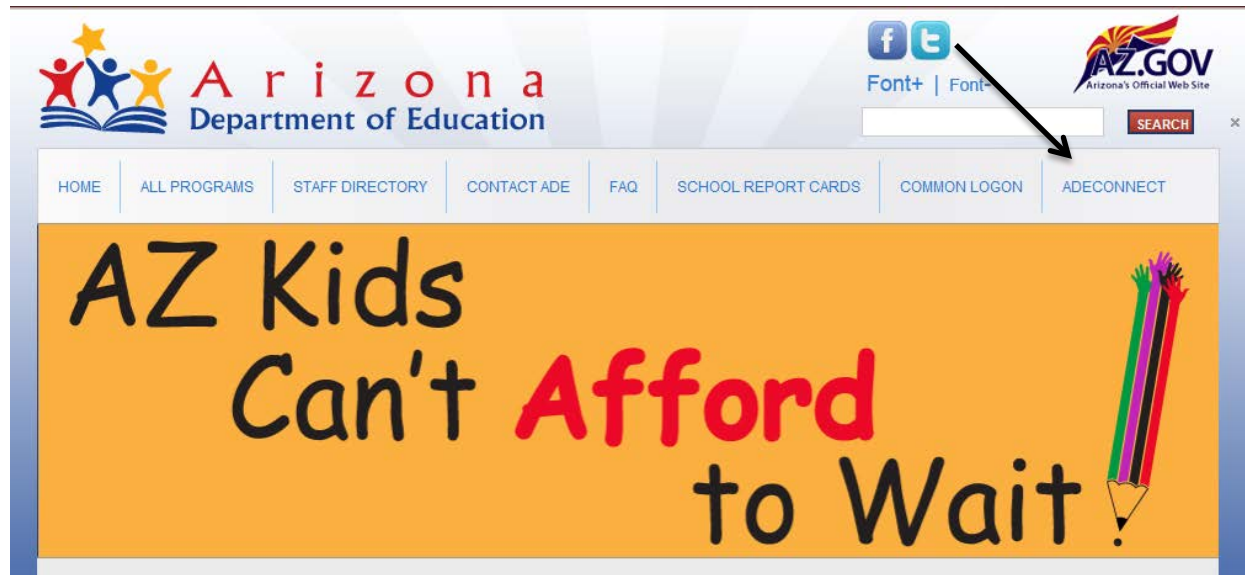 Arizona
Department of Education
f t
Font+ | Font-
AZ.GOV
Arizona's Official Web Site
SEARCH ×
HOME ALL PROGRAMS STAFF DIRECTORY CONTACT ADE FAQ SCHOOL REPORT CARDS COMMON LOGON ADECONNECT
AZ Kids
Can't Afford
to Wait!